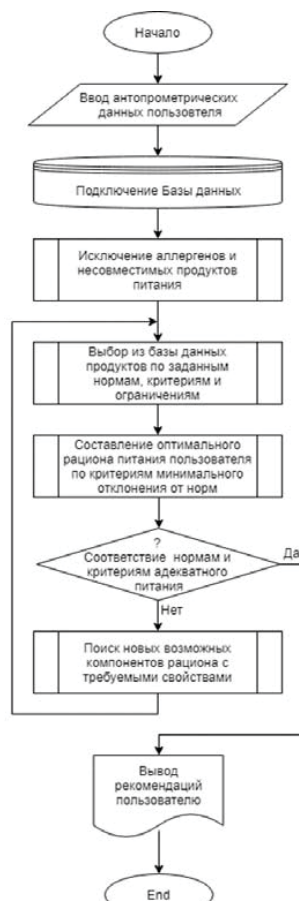 Начало
Ввод антопрометрических
данных пользовтеля
Подключение Базы данных
Исключение аллергенов и
несовместимых продуктов
питания
Выбор из базы данных
продуктов по заданным
нормам, критериям и
ограничениям
Составление оптимального
рациона питания пользователя
по критериям минимального
отклонения от норм
?
Соответствие нормам и
критериям адекватного
питания
Да
Нет
Поиск новых возможных
компонентов рациона с
требуемыми свойствами
Вывод
рекомендаций
пользователю
End